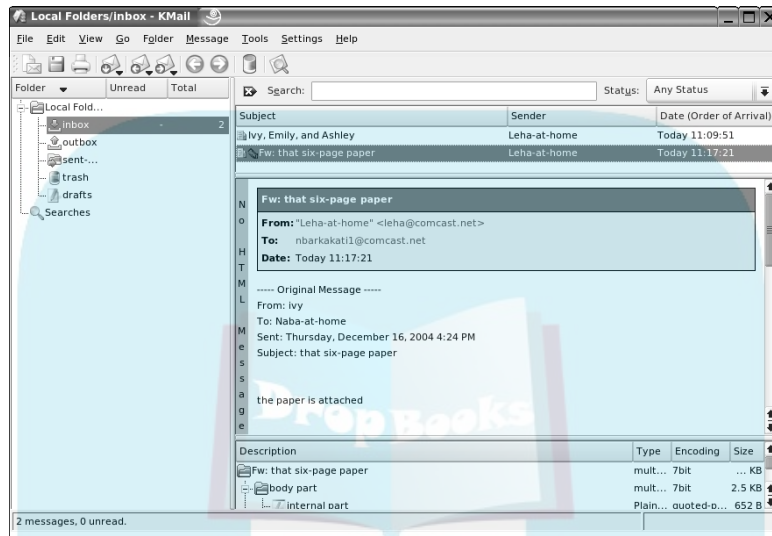 Local Folders/inbox - KMail
File Edit View Go Folder Message Tools Settings Help
Folder Unread Total
Local Fold...
inbox - 2
outbox
sent-...
trash
drafts
Searches
Search: Status: Any Status
Subject Sender Date (Order of Arrival)
Ivy, Emily, and Ashley Leha-at-home Today 11:09:51
Fw: that six-page paper Leha-at-home Today 11:17:21
No HTML Message
Fw: that six-page paper
From: "Leha-at-home" <leha@comcast.net>
To: nbarkakati1@comcast.net
Date: Today 11:17:21
----- Original Message -----
From: ivy
To: Naba-at-home
Sent: Thursday, December 16, 2004 4:24 PM
Subject: that six-page paper
the paper is attached
Drop Books
Description Type Encoding Size
Fw: that six-page paper mult... 7bit ... KB
body part mult... 7bit 2.5 KB
internal part Plain... quoted-p... 652 B
2 messages, 0 unread.